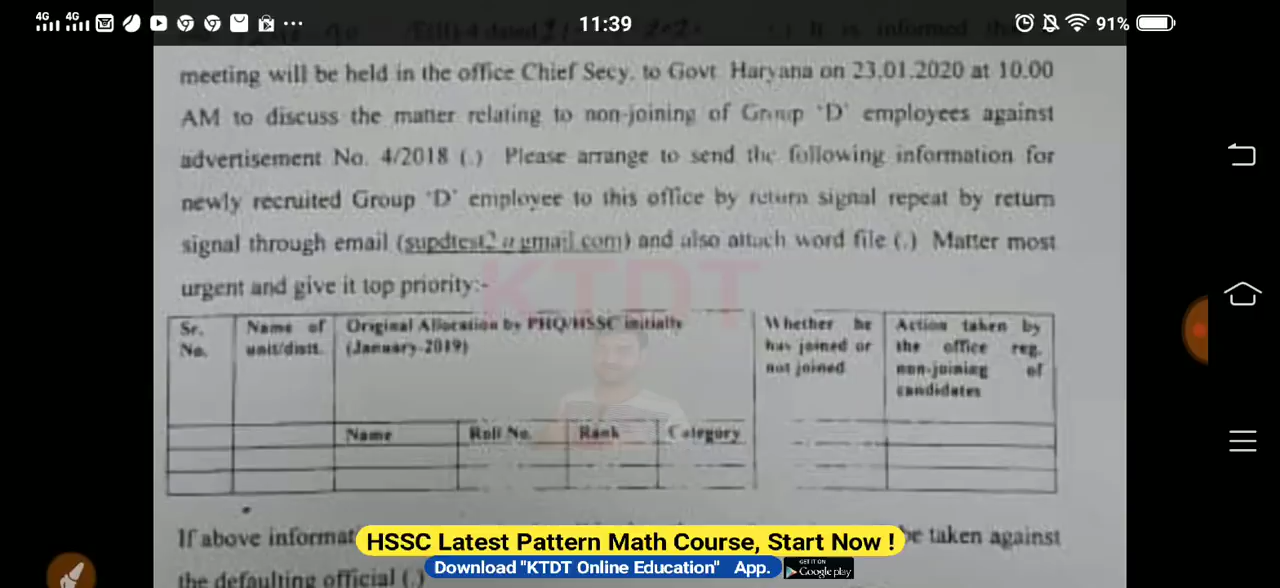 4G 4G 11:39 91%
It is informed
meeting will be held in the office Chief Secy. to Govt Haryana on 23.01.2020 at 10.00
AM to discuss the matter relating to non-joining of Group 'D' employees against
advertisement No. 4/2018 (.) Please arrange to send the following information for
newly recruited Group 'D' employee to this office by return signal repeat by return
signal through email (supdtest2@gmail.com) and also attach word file (.) Matter most
urgent and give it top priority:-
KTDT
Sr. No. Name of unit/distt. Original Allocation by PHQ/HSSC initially (January-2019) Whether he has joined or not joined Action taken by the office reg. non-joining of candidates
Name Roll No. Rank Category
If above informat be taken against
HSSC Latest Pattern Math Course, Start Now !
the defaulting official (.)
Download "KTDT Online Education" App. GET IT ON Google play